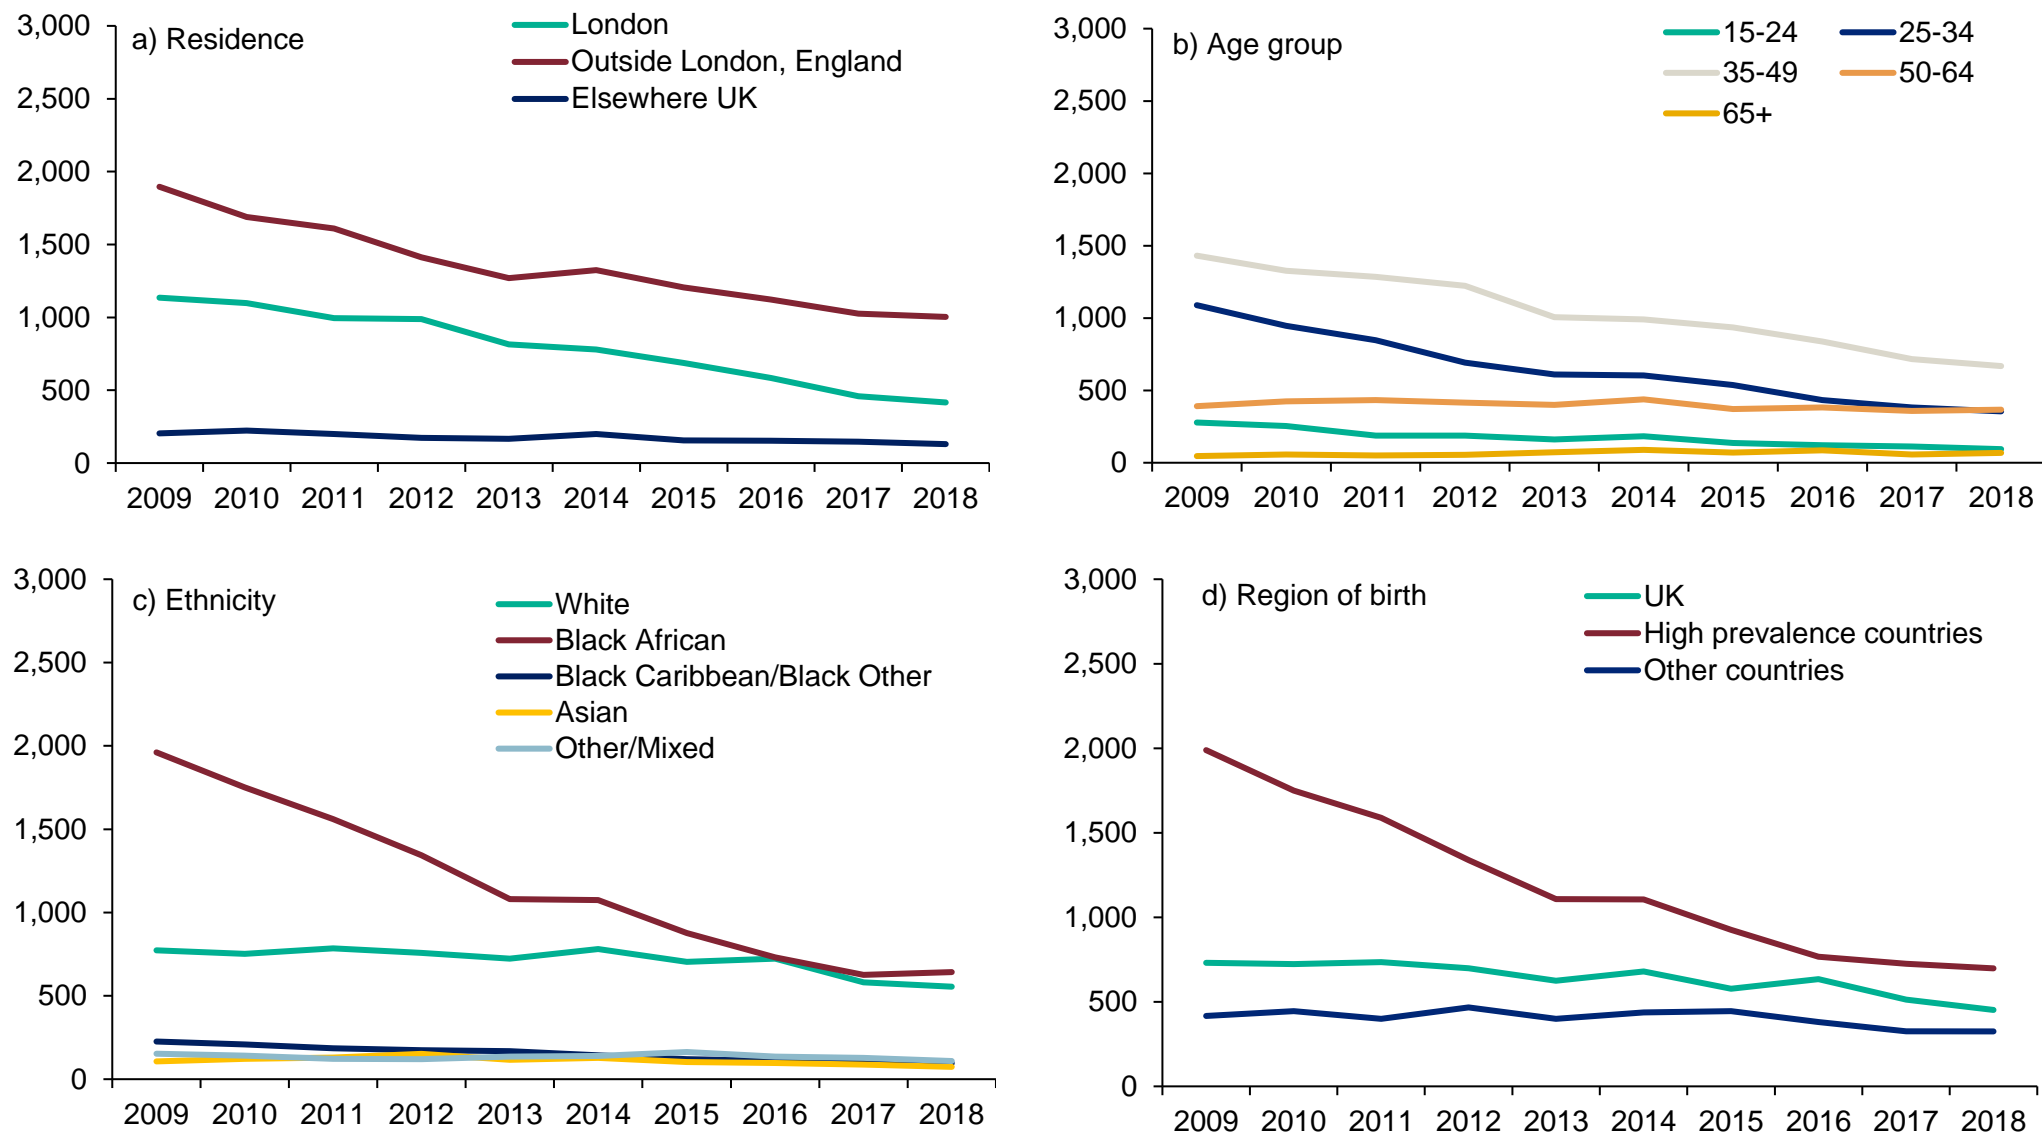 a) Residence
London
Outside London, England
Elsewhere UK
3,000
2,500
2,000
1,500
1,000
500
0
2009 2010 2011 2012 2013 2014 2015 2016 2017 2018
b) Age group
15-24 25-34
35-49 50-64
65+
3,000
2,500
2,000
1,500
1,000
500
0
2009 2010 2011 2012 2013 2014 2015 2016 2017 2018
c) Ethnicity
White
Black African
Black Caribbean/Black Other
Asian
Other/Mixed
3,000
2,500
2,000
1,500
1,000
500
0
2009 2010 2011 2012 2013 2014 2015 2016 2017 2018
d) Region of birth
UK
High prevalence countries
Other countries
3,000
2,500
2,000
1,500
1,000
500
0
2009 2010 2011 2012 2013 2014 2015 2016 2017 2018